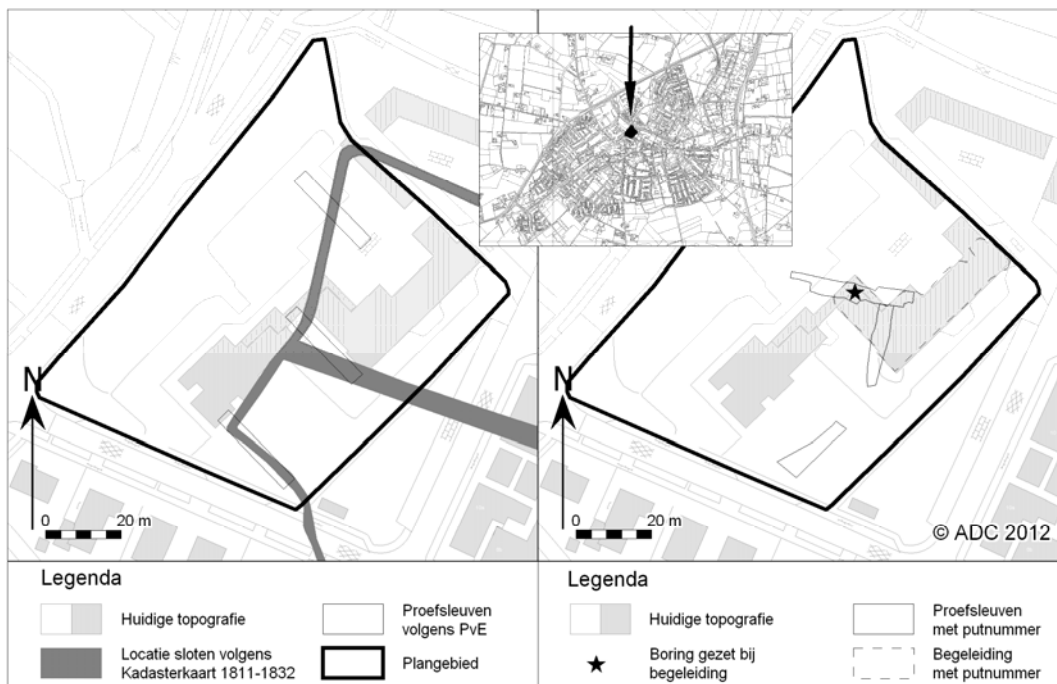 N
0
20 m
N
0
20 m
© ADC 2012
Legenda
Huidige topografie
Proefsleuven
volgens PvE
Locatie sloten volgens
Kadasterkaart 1811-1832
Plangebied
Legenda
Huidige topografie
Proefsleuven
met putnummer
Boring gezet bij
begeleiding
Begeleiding
met putnummer